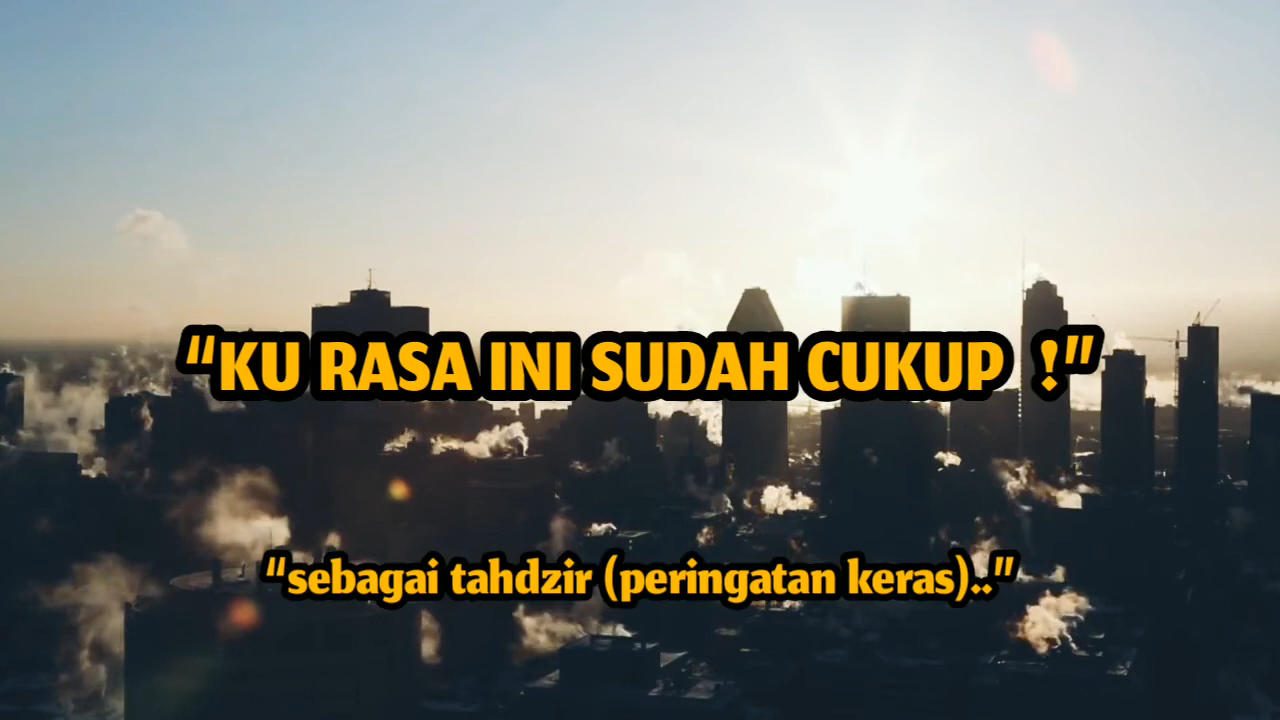 "KU RASA INI SUDAH CUKUP !"
"sebagai tahdzir (peringatan keras).."